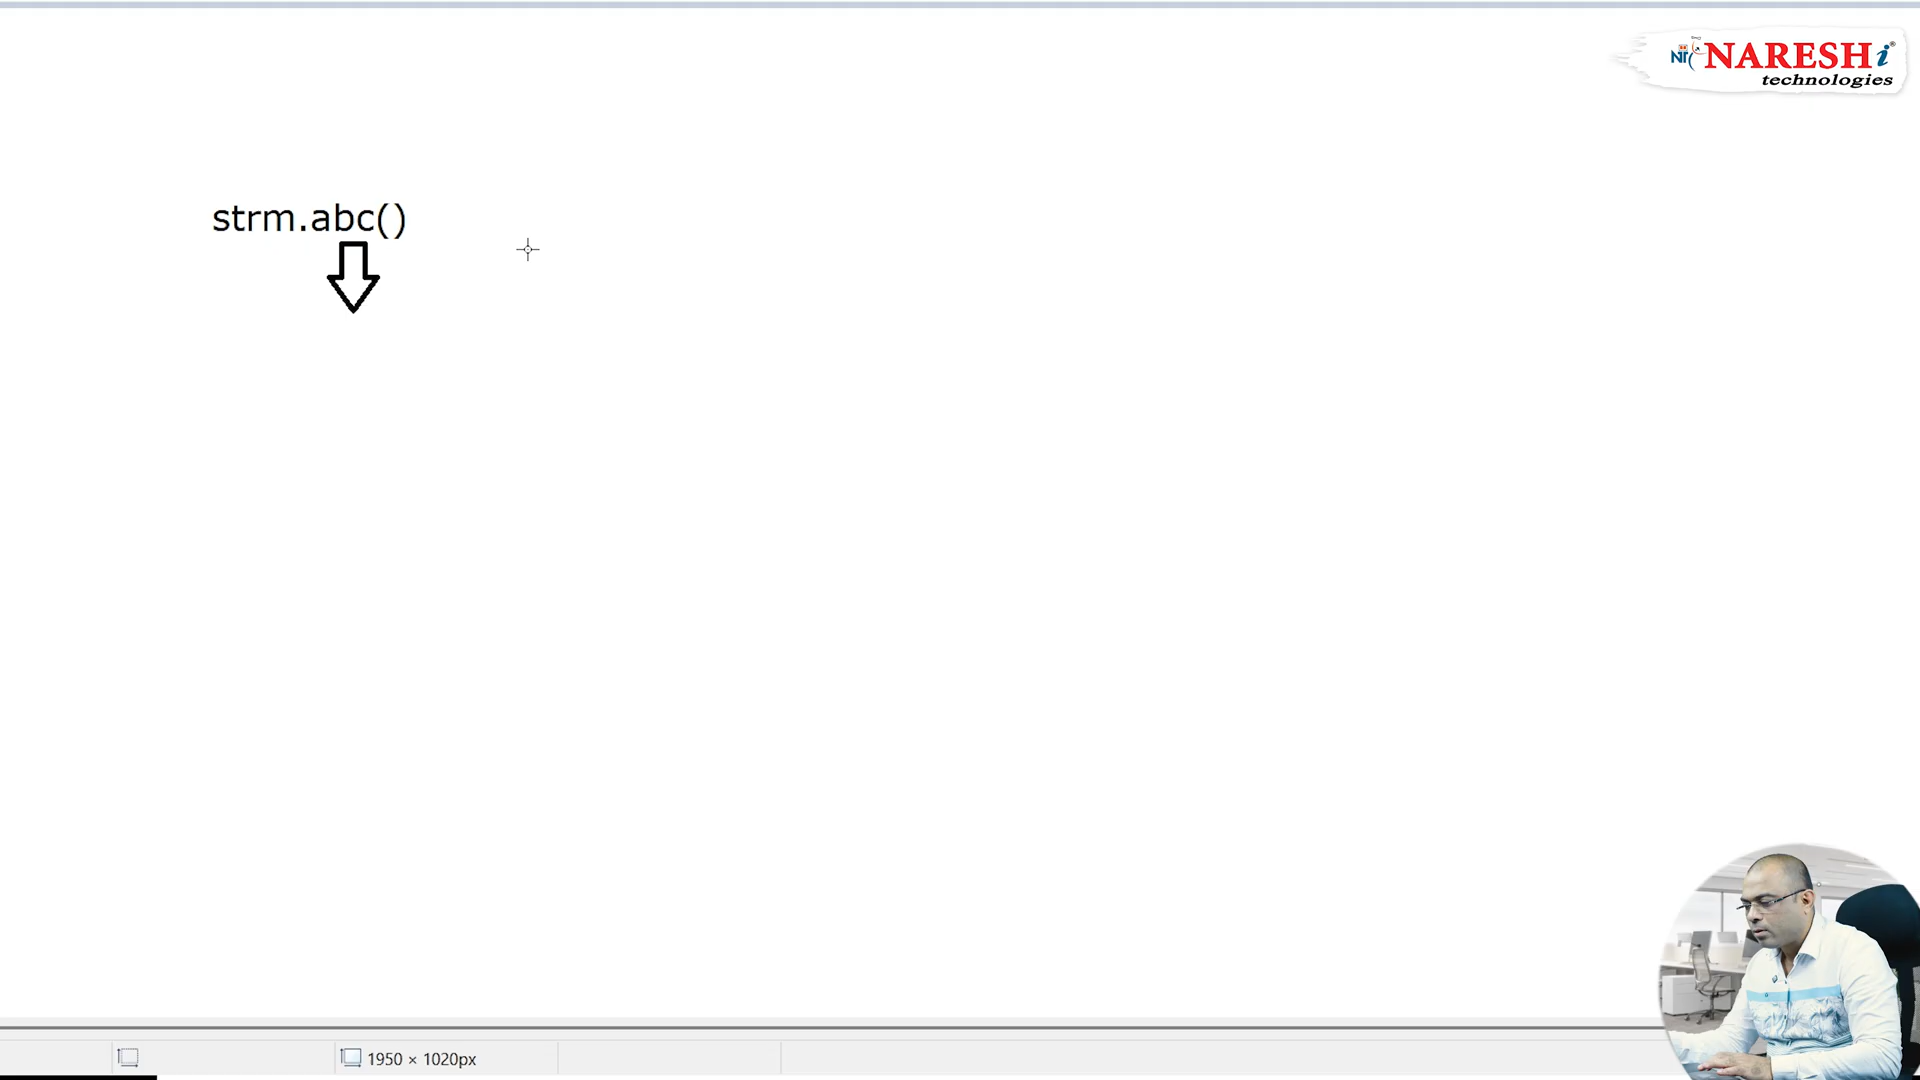 NARESHi
technologies
strm.abc()
1950 × 1020px